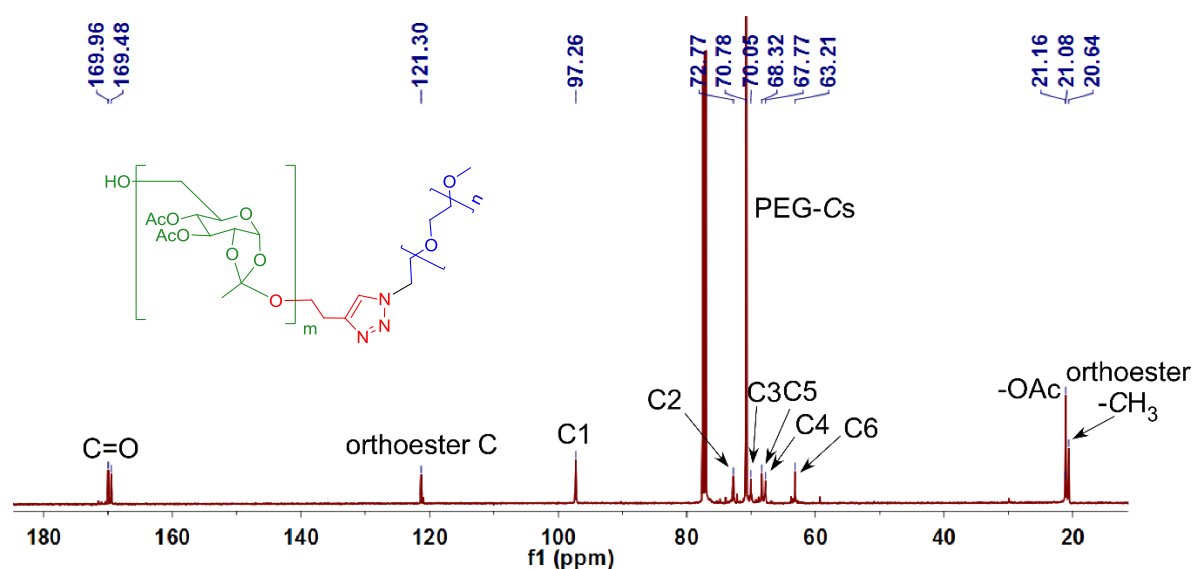 169.96
169.48
121.30
97.26
72.77
70.78
70.05
68.32
67.77
63.21
21.16
21.08
20.64
HO
O
n
AcO
O
O
AcO
O
O
O
N
m
N
N
PEG-Cs
C=O
orthoester C
C1
C2
C3
C5
C4
C6
-OAc
orthoester
-CH3
180
160
140
120
100
80
60
40
20
f1 (ppm)